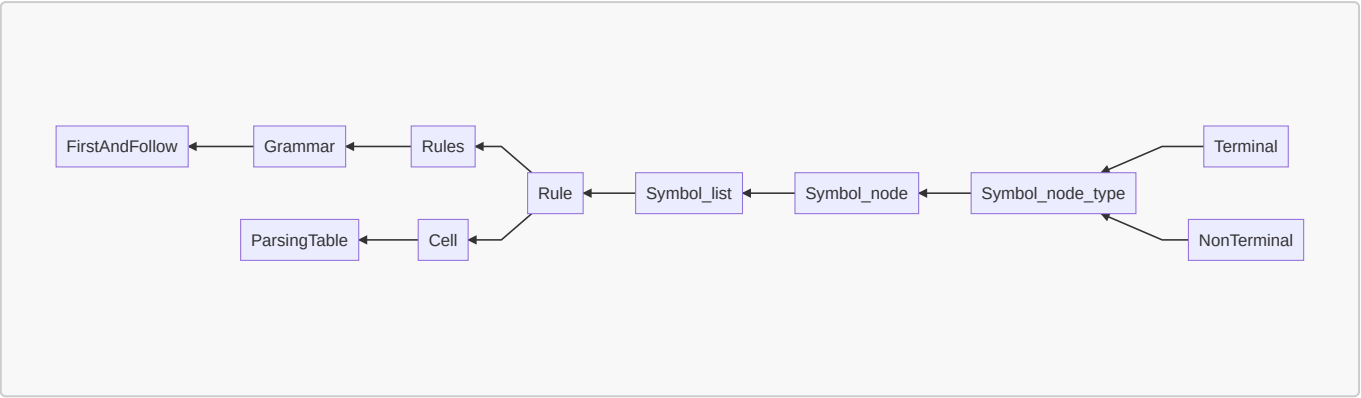 FirstAndFollow
Grammar
Rules
Terminal
Rule
Symbol_list
Symbol_node
Symbol_node_type
ParsingTable
Cell
NonTerminal